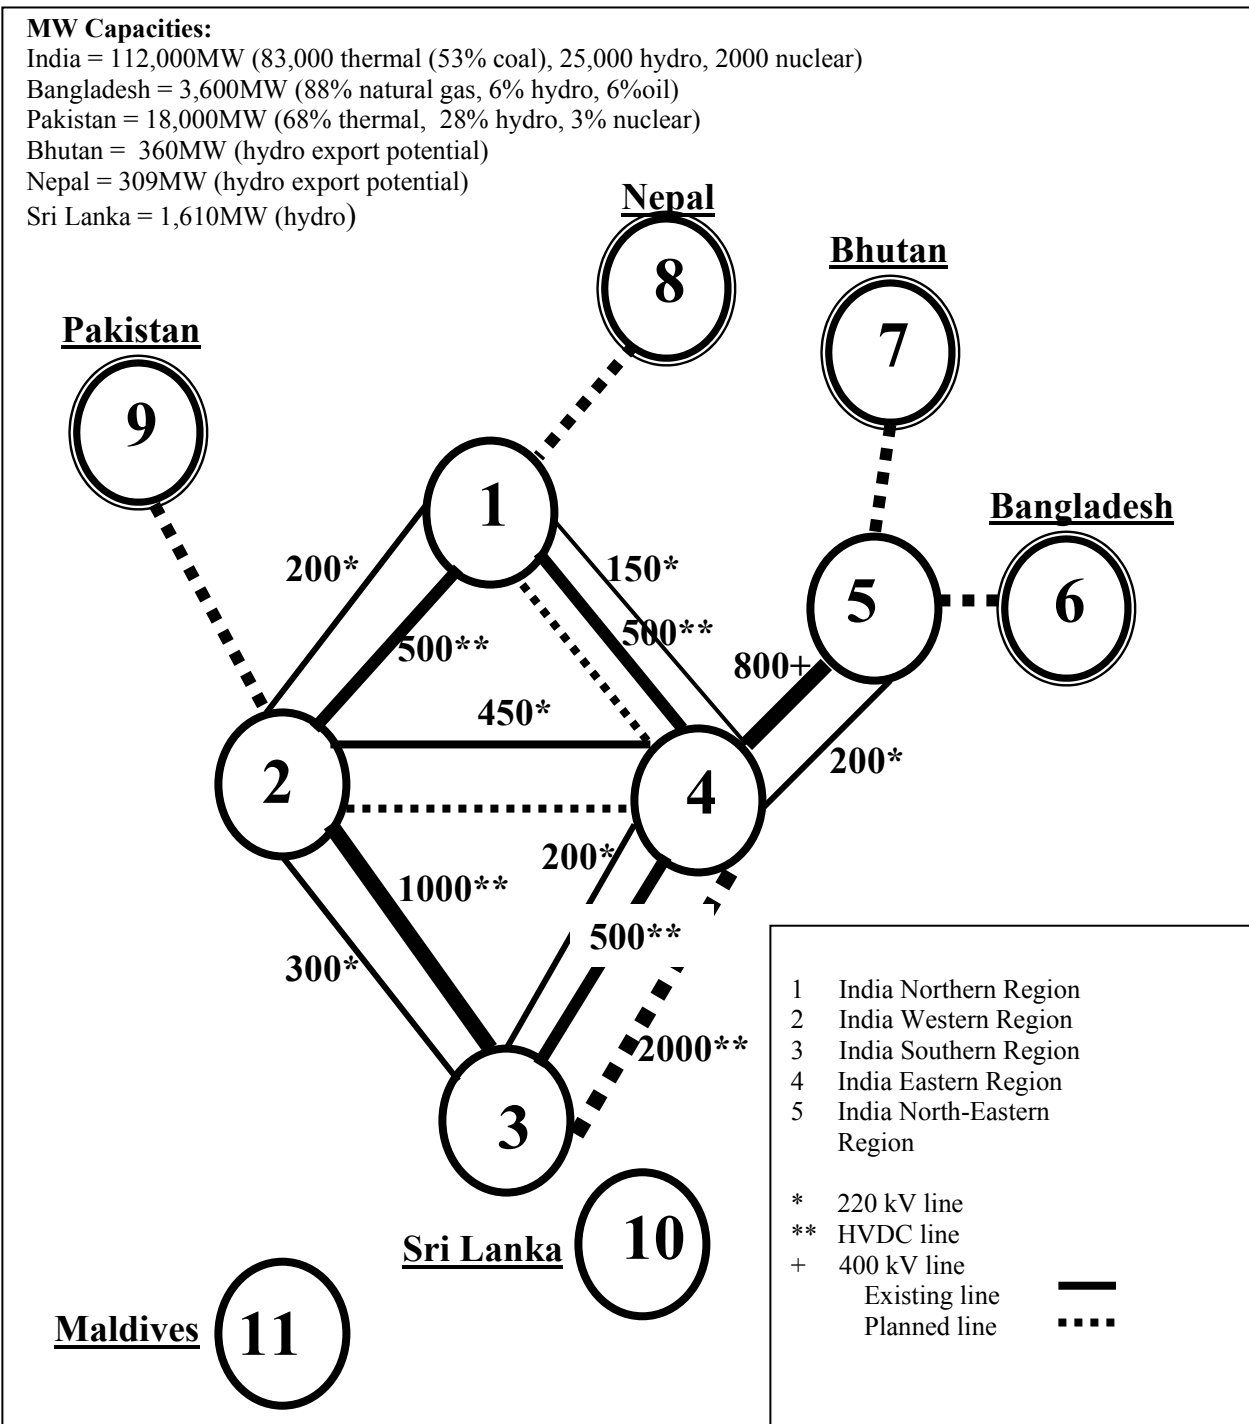 MW Capacities:
India = 112,000MW (83,000 thermal (53% coal), 25,000 hydro, 2000 nuclear)
Bangladesh = 3,600MW (88% natural gas, 6% hydro, 6%oil)
Pakistan = 18,000MW (68% thermal, 28% hydro, 3% nuclear)
Bhutan = 360MW (hydro export potential)
Nepal = 309MW (hydro export potential)
Sri Lanka = 1,610MW (hydro)
Nepal
8
Bhutan
7
Pakistan
9
1
Bangladesh
6
5
200*
150*
500**
500**
800+
450*
200*
2
4
200*
1000**
500**
300*
2000**
3
Sri Lanka
10
Maldives
11
1 India Northern Region
2 India Western Region
3 India Southern Region
4 India Eastern Region
5 India North-Eastern
Region
* 220 kV line
** HVDC line
+ 400 kV line
Existing line
Planned line